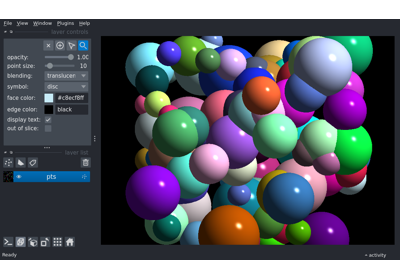 File View Window Plugins Help
layer controls
opacity: 1.00
point size: 10
blending: translucen
symbol: disc
face color: #c8ecf8ff
edge color: black
display text: ✓
out of slice:
layer list
pts
Ready
activity